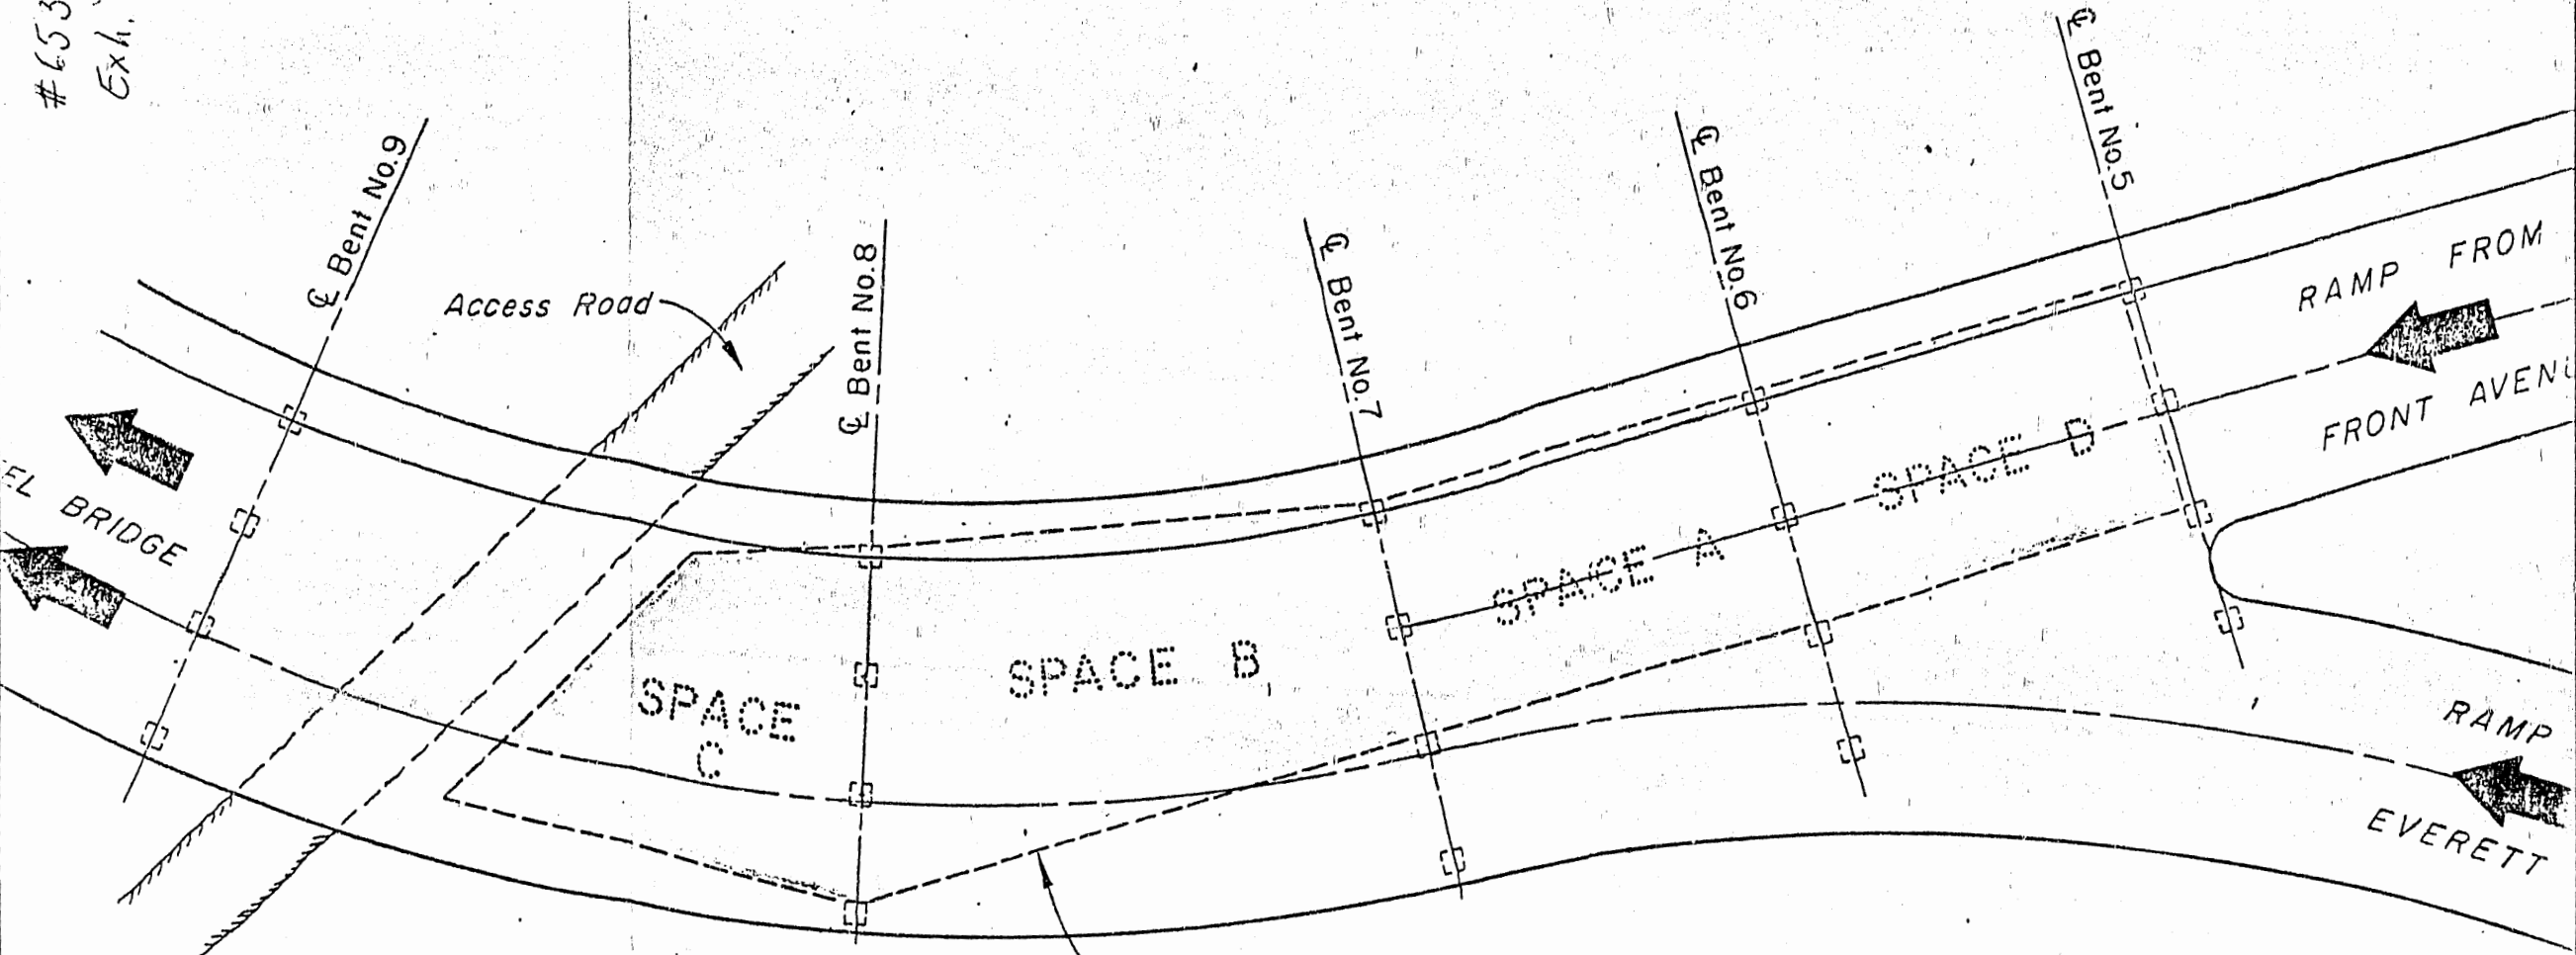 #653
Exh.
℄ Bent No.9
Access Road
℄ Bent No.8
℄ Bent No.7
℄ Bent No.6
℄ Bent No.5
RAMP FROM
FRONT AVENU
BRIDGE
SPACE D
SPACE A
SPACE B
SPACE
C
RAMP
EVERETT